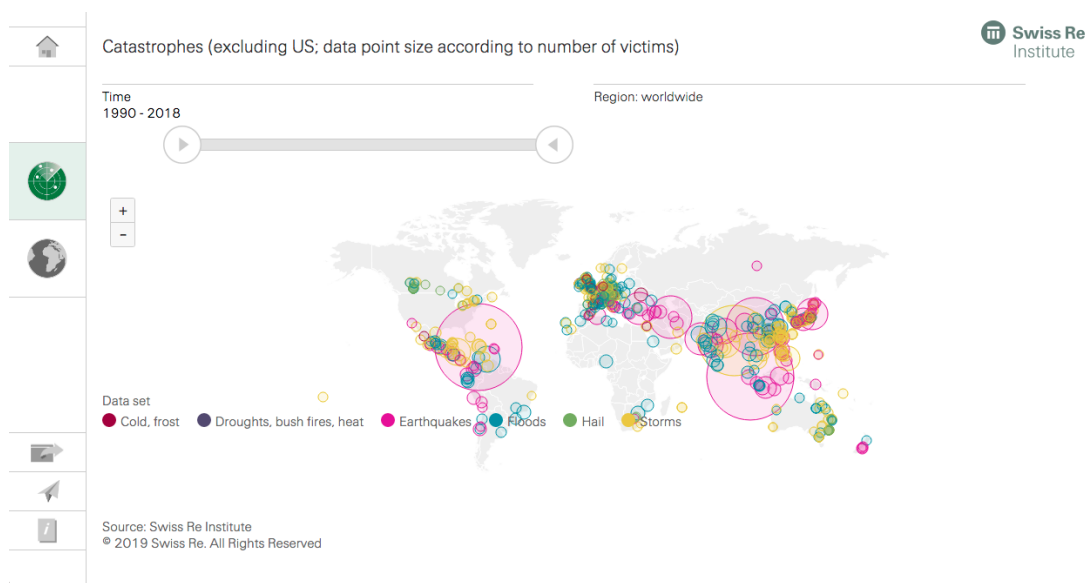 Catastrophes (excluding US; data point size according to number of victims)
Swiss Re
Institute
Time
1990 - 2018
Region: worldwide
+
−
Data set
Cold, frost
Droughts, bush fires, heat
Earthquakes
Floods
Hail
Storms
i
Source: Swiss Re Institute
© 2019 Swiss Re. All Rights Reserved